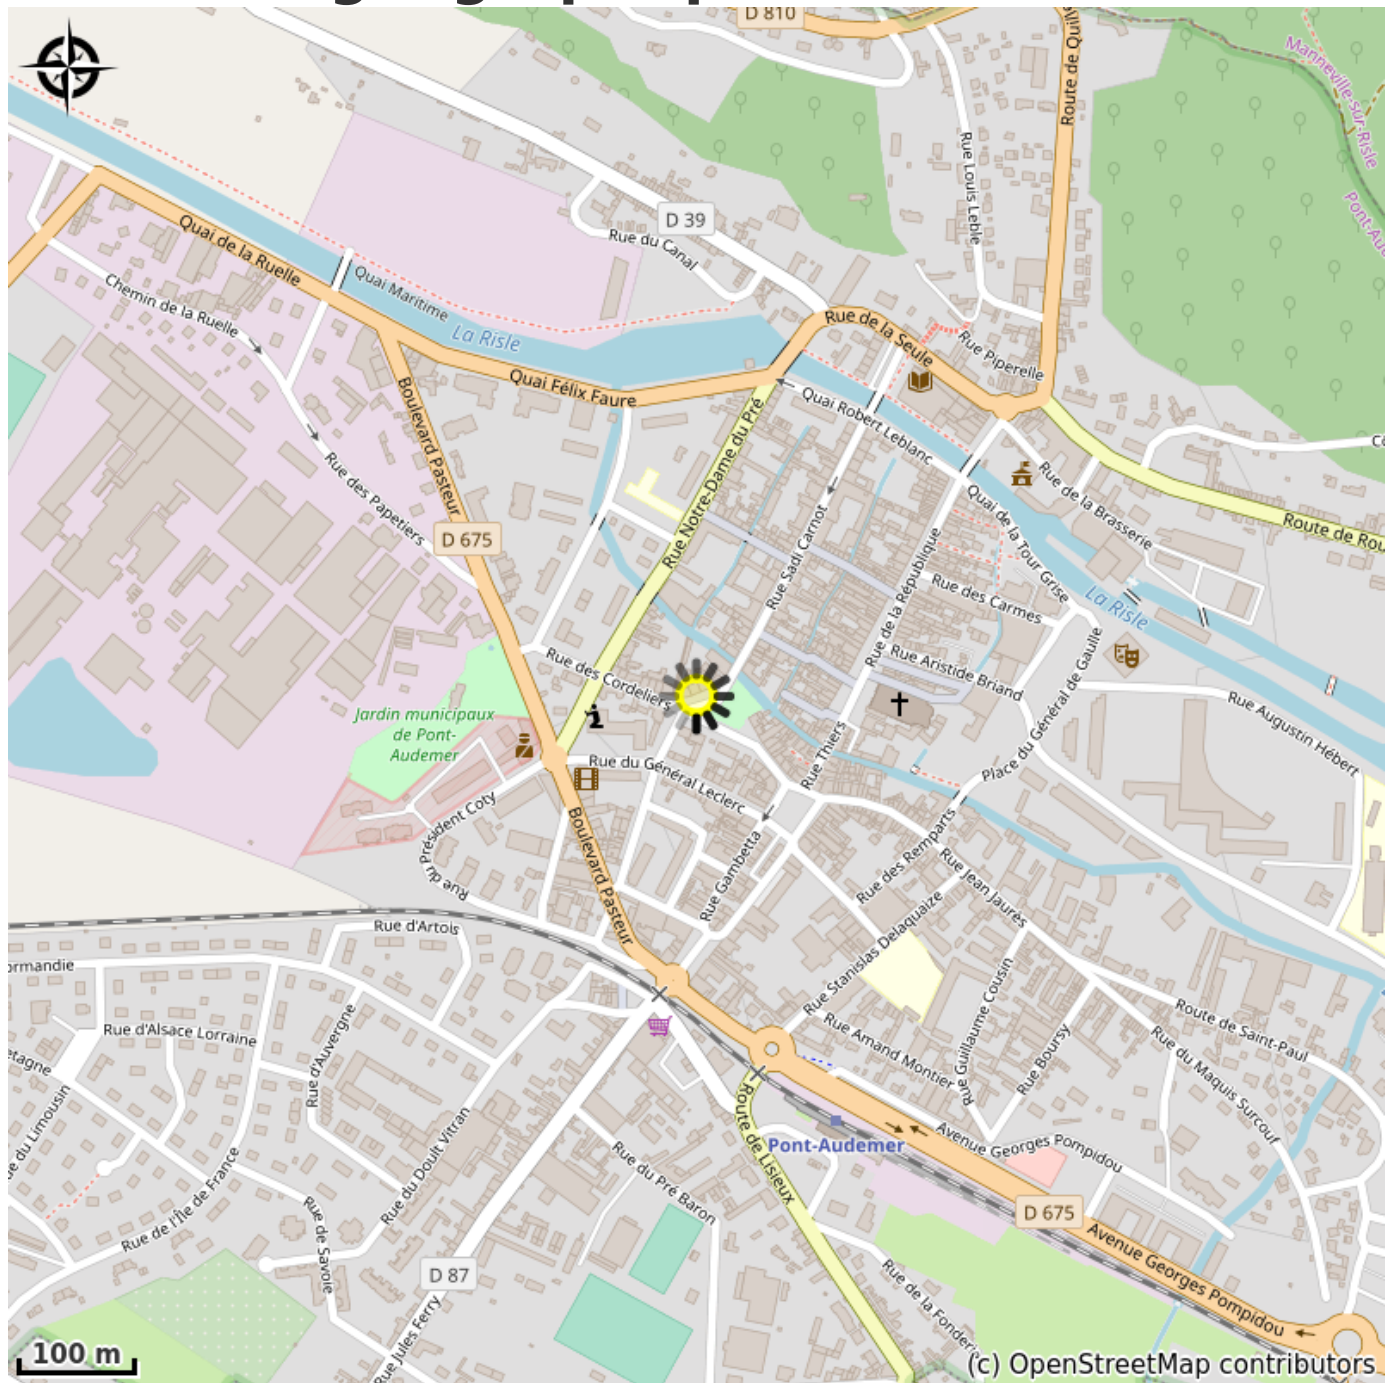 D 810
Route de Quil
Manneville-sur-Risle
Pont-Aud
Rue Louis Leble
D 39
Rue du Canal
Quai de la Ruelle
Quai Maritime
Chemin de la Ruelle
La Risle
Rue de la Seule
Rue Piperelle
Quai Félix Faure
Quai Robert Leblanc
Boulevard Pasteur
Rue Notre-Dame du Pré
Rue des Papetiers
Rue de la Brasserie
Route de Rou
D 675
Rue Sadi Carnot
Quai de la Tour Grise
Rue de la République
Rue des Carmes
La Risle
Rue Aristide Briand
Rue des Cordeliers
Place du Général de Gaulle
Rue Augustin Hébert
Jardin municipaux
de Pont-
Audemer
Rue Thiers
Rue du Général Leclerc
Rue du Président Coty
Boulevard Pasteur
Rue Gambetta
Rue des Remparts
Rue Jean Jaurès
Rue Stanislas Delaquaize
Rue d'Artois
ormandie
Rue d'Alsace Lorraine
Rue d'Auvergne
etagne
ue du Limousin
Rue Amand Montier
Rue Guillaume Cousin
Rue Boursy
Route de Saint-Paul
Rue du Maquis Surcouf
Route de Lisieux
Pont-Audemer
Avenue Georges Pompidou
Rue du Doult Vitran
Rue de l'Île de France
Rue de Savoie
Rue du Pré Baron
D 675
Avenue Georges Pompidou
D 87
Rue Jules Ferry
Rue de la Fonderi
100 m
(c) OpenStreetMap contributors